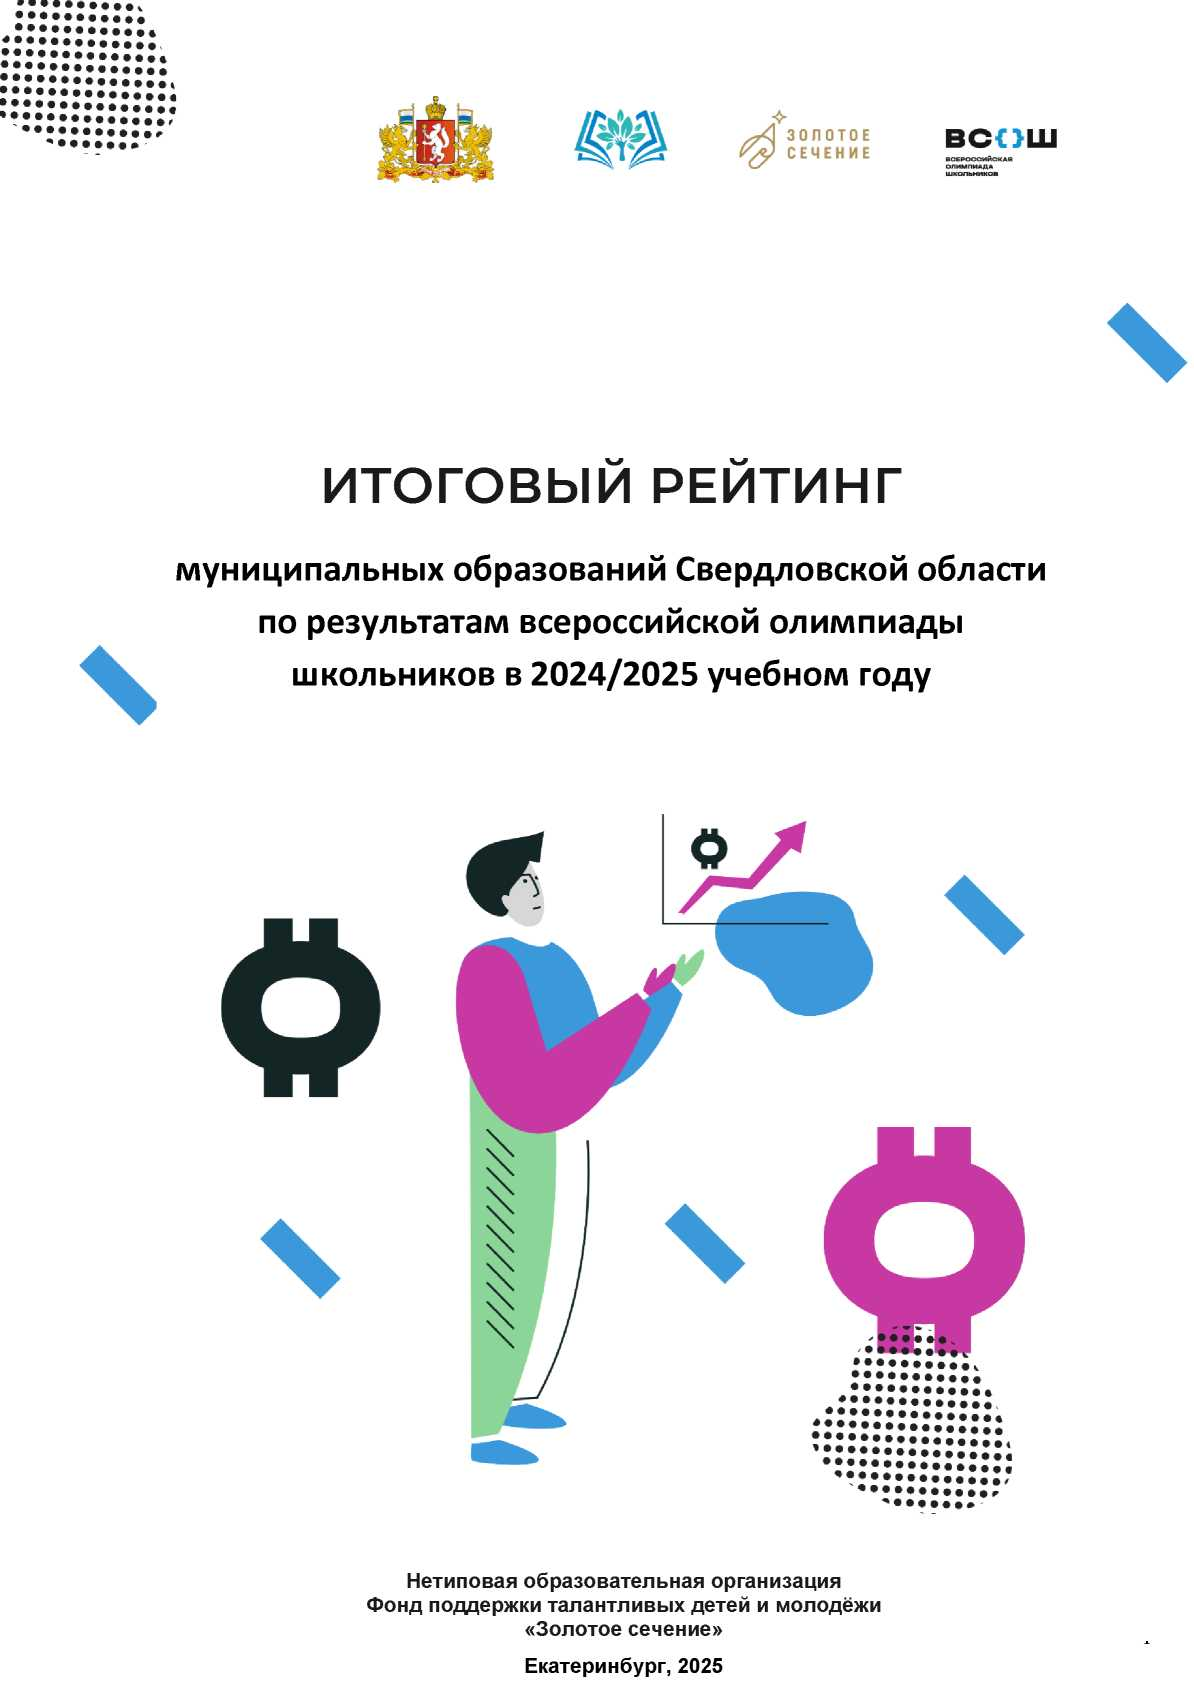 ЗОЛОТОЕ
СЕЧЕНИЕ
ВСОШ
ВСЕРОССИЙСКАЯ
ОЛИМПИАДА
ШКОЛЬНИКОВ
ИТОГОВЫЙ РЕЙТИНГ
муниципальных образований Свердловской области
по результатам всероссийской олимпиады
школьников в 2024/2025 учебном году
Нетиповая образовательная организация
Фонд поддержки талантливых детей и молодёжи
«Золотое сечение»
Екатеринбург, 2025